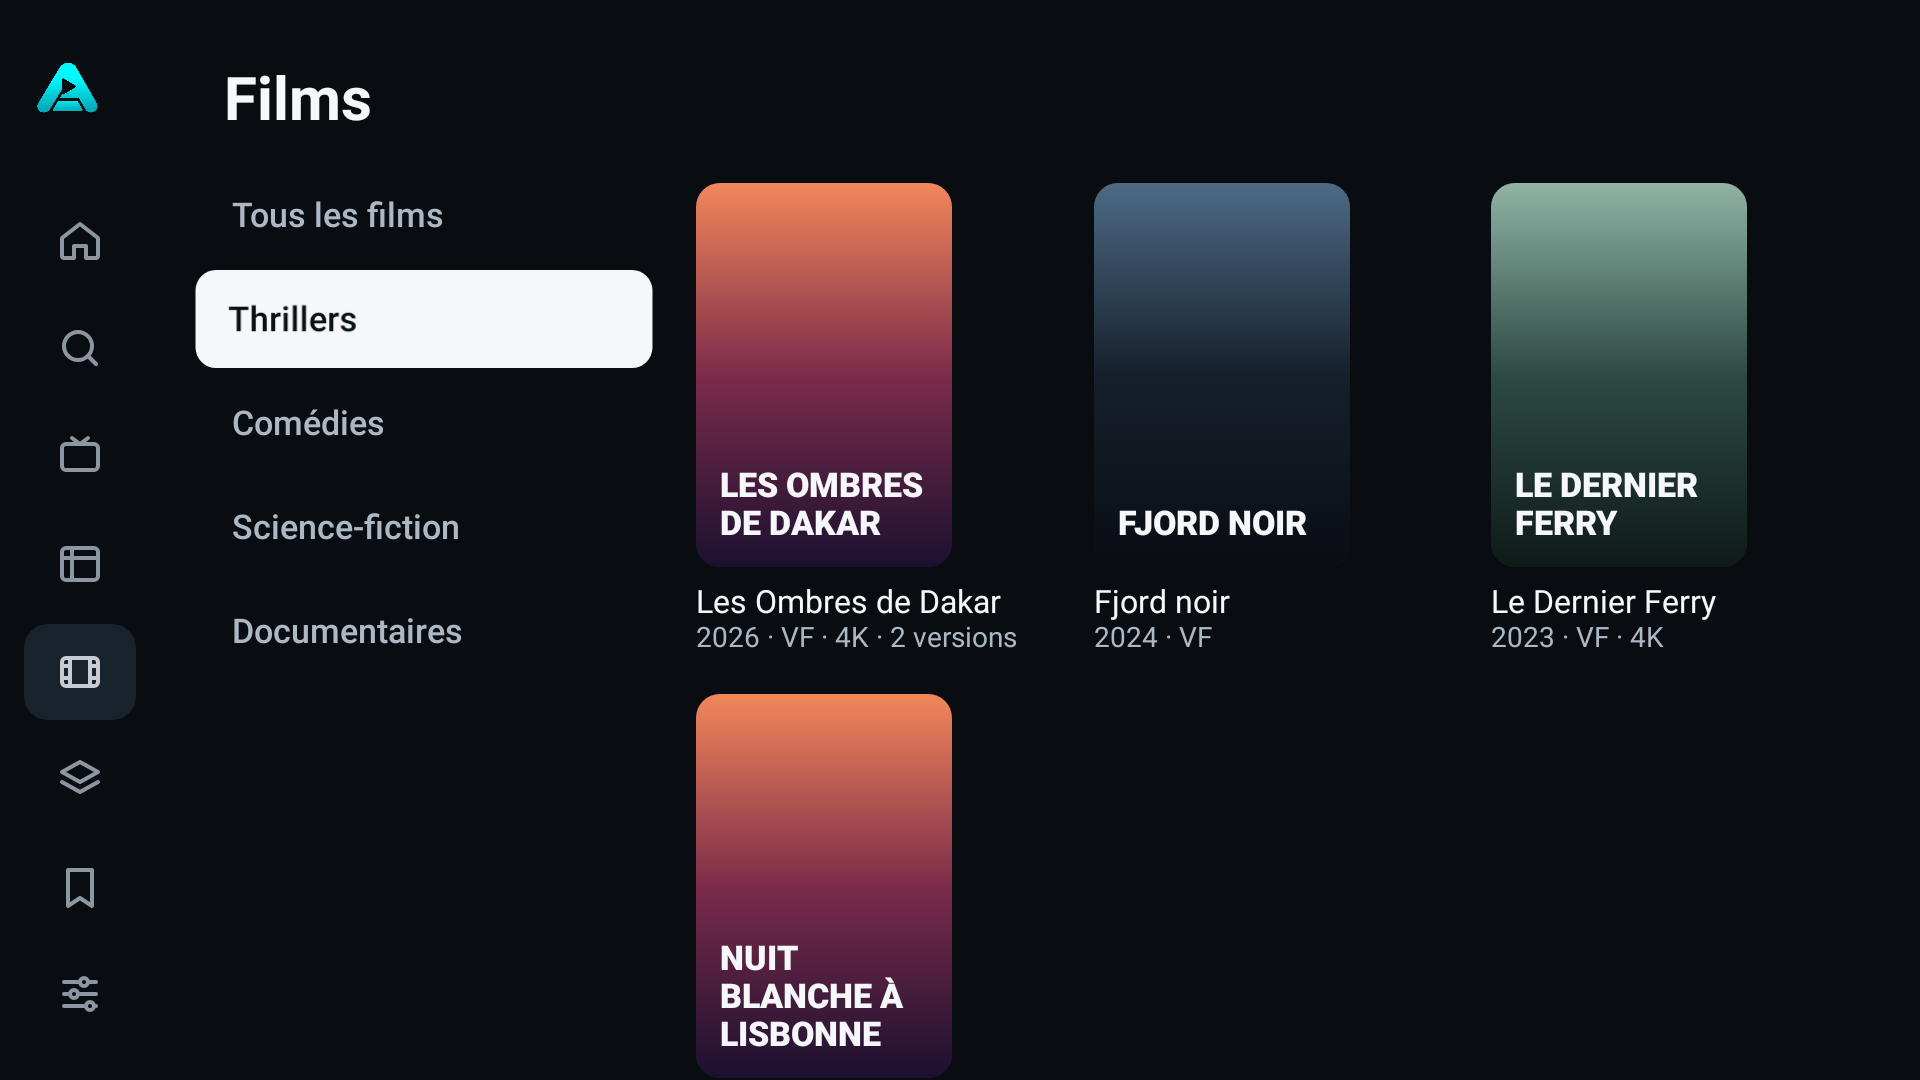 Films
Tous les films
Thrillers
Comédies
Science-fiction
Documentaires
LES OMBRES
DE DAKAR
Les Ombres de Dakar
2026 · VF · 4K · 2 versions
FJORD NOIR
Fjord noir
2024 · VF
LE DERNIER
FERRY
Le Dernier Ferry
2023 · VF · 4K
NUIT
BLANCHE À
LISBONNE